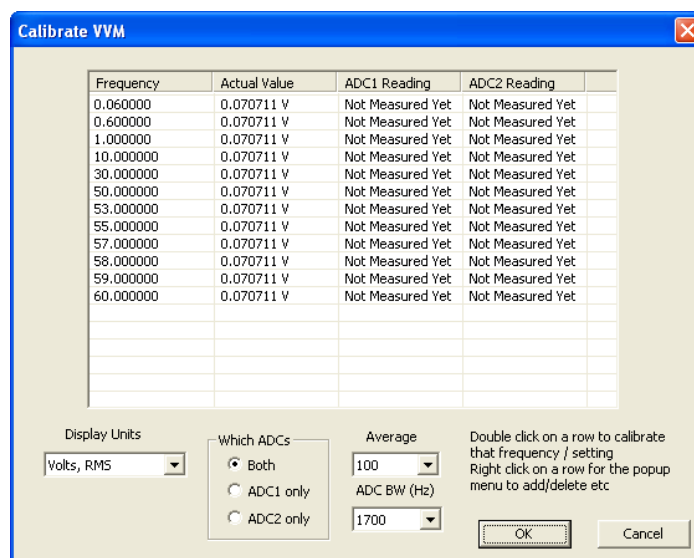 Calibrate VVM
Frequency Actual Value ADC1 Reading ADC2 Reading
0.060000 0.070711 V Not Measured Yet Not Measured Yet
0.600000 0.070711 V Not Measured Yet Not Measured Yet
1.000000 0.070711 V Not Measured Yet Not Measured Yet
10.000000 0.070711 V Not Measured Yet Not Measured Yet
30.000000 0.070711 V Not Measured Yet Not Measured Yet
50.000000 0.070711 V Not Measured Yet Not Measured Yet
53.000000 0.070711 V Not Measured Yet Not Measured Yet
55.000000 0.070711 V Not Measured Yet Not Measured Yet
57.000000 0.070711 V Not Measured Yet Not Measured Yet
58.000000 0.070711 V Not Measured Yet Not Measured Yet
59.000000 0.070711 V Not Measured Yet Not Measured Yet
60.000000 0.070711 V Not Measured Yet Not Measured Yet
Display Units
Volts, RMS
Which ADCs
Both
ADC1 only
ADC2 only
Average
100
ADC BW (Hz)
1700
Double click on a row to calibrate
that frequency / setting
Right click on a row for the popup
menu to add/delete etc
OK
Cancel